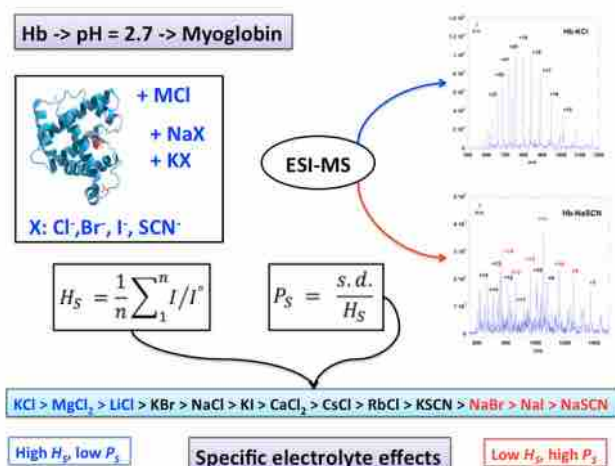 Hb -> pH = 2.7 -> Myoglobin
+ MCl
+ NaX
+ KX
X: Cl⁻,Br⁻, I⁻, SCN⁻
ESI-MS
Hb-KCl
Hb-NaSCN
H_S = 1/n ∑₁ⁿ I/I°
P_S = s.d./H_S
KCl > MgCl₂ > LiCl > KBr > NaCl > KI > CaCl₂ > CsCl > RbCl > KSCN > NaBr > NaI > NaSCN
High H_S, low P_S
Specific electrolyte effects
Low H_S, high P_S